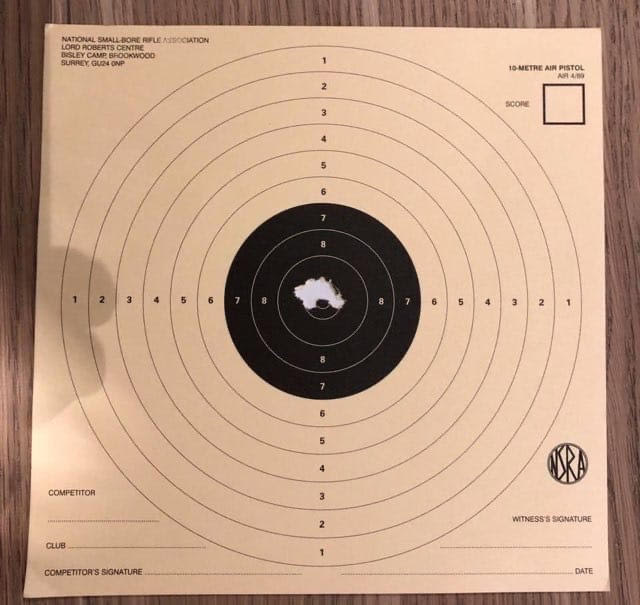 NATIONAL SMALL-BORE RIFLE ASSOCIATION
LORD ROBERTS CENTRE
BISLEY CAMP, BROOKWOOD
SURREY, GU24 0NP
10-METRE AIR PISTOL
AIR 4/89
SCORE
1
2
3
4
5
6
7
8
1 2 3 4 5 6 7 8 8 7 6 5 4 3 2 1
8
7
6
5
4
3
2
1
NSRA
COMPETITOR
WITNESS'S SIGNATURE
CLUB
COMPETITOR'S SIGNATURE DATE